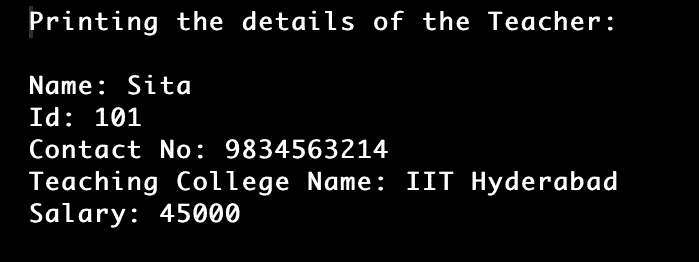 Printing the details of the Teacher:
Name: Sita
Id: 101
Contact No: 9834563214
Teaching College Name: IIT Hyderabad
Salary: 45000